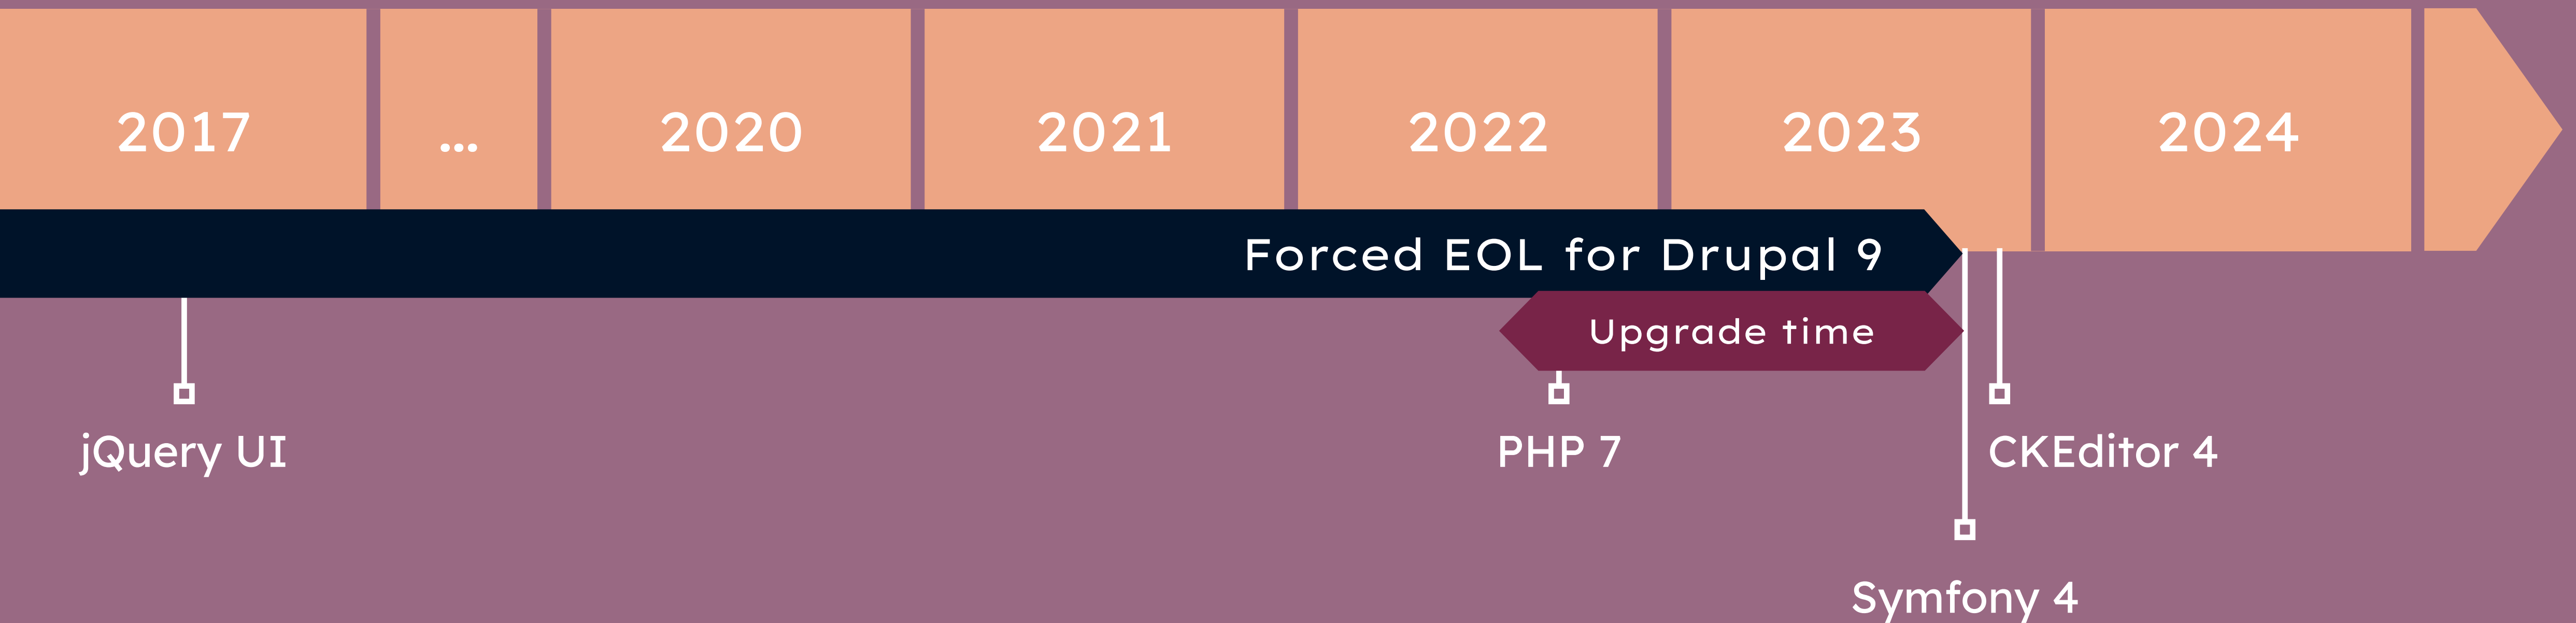 2017 ... 2020 2021 2022 2023 2024
Forced EOL for Drupal 9
Upgrade time
jQuery UI PHP 7 CKEditor 4
Symfony 4